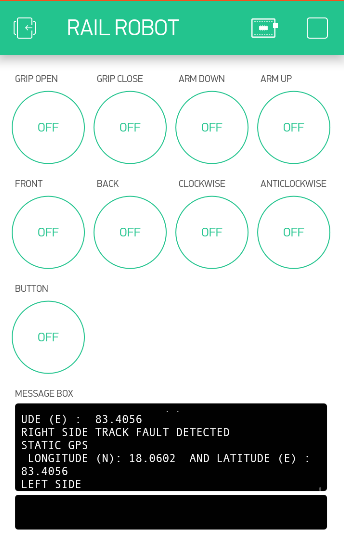 RAIL ROBOT
GRIP OPEN GRIP CLOSE ARM DOWN ARM UP
OFF OFF OFF OFF
FRONT BACK CLOCKWISE ANTICLOCKWISE
OFF OFF OFF OFF
BUTTON
OFF
MESSAGE BOX
UDE (E) : 83.4056
RIGHT SIDE TRACK FAULT DETECTED
STATIC GPS
LONGITUDE (N): 18.0602 AND LATITUDE (E) :
83.4056
LEFT SIDE